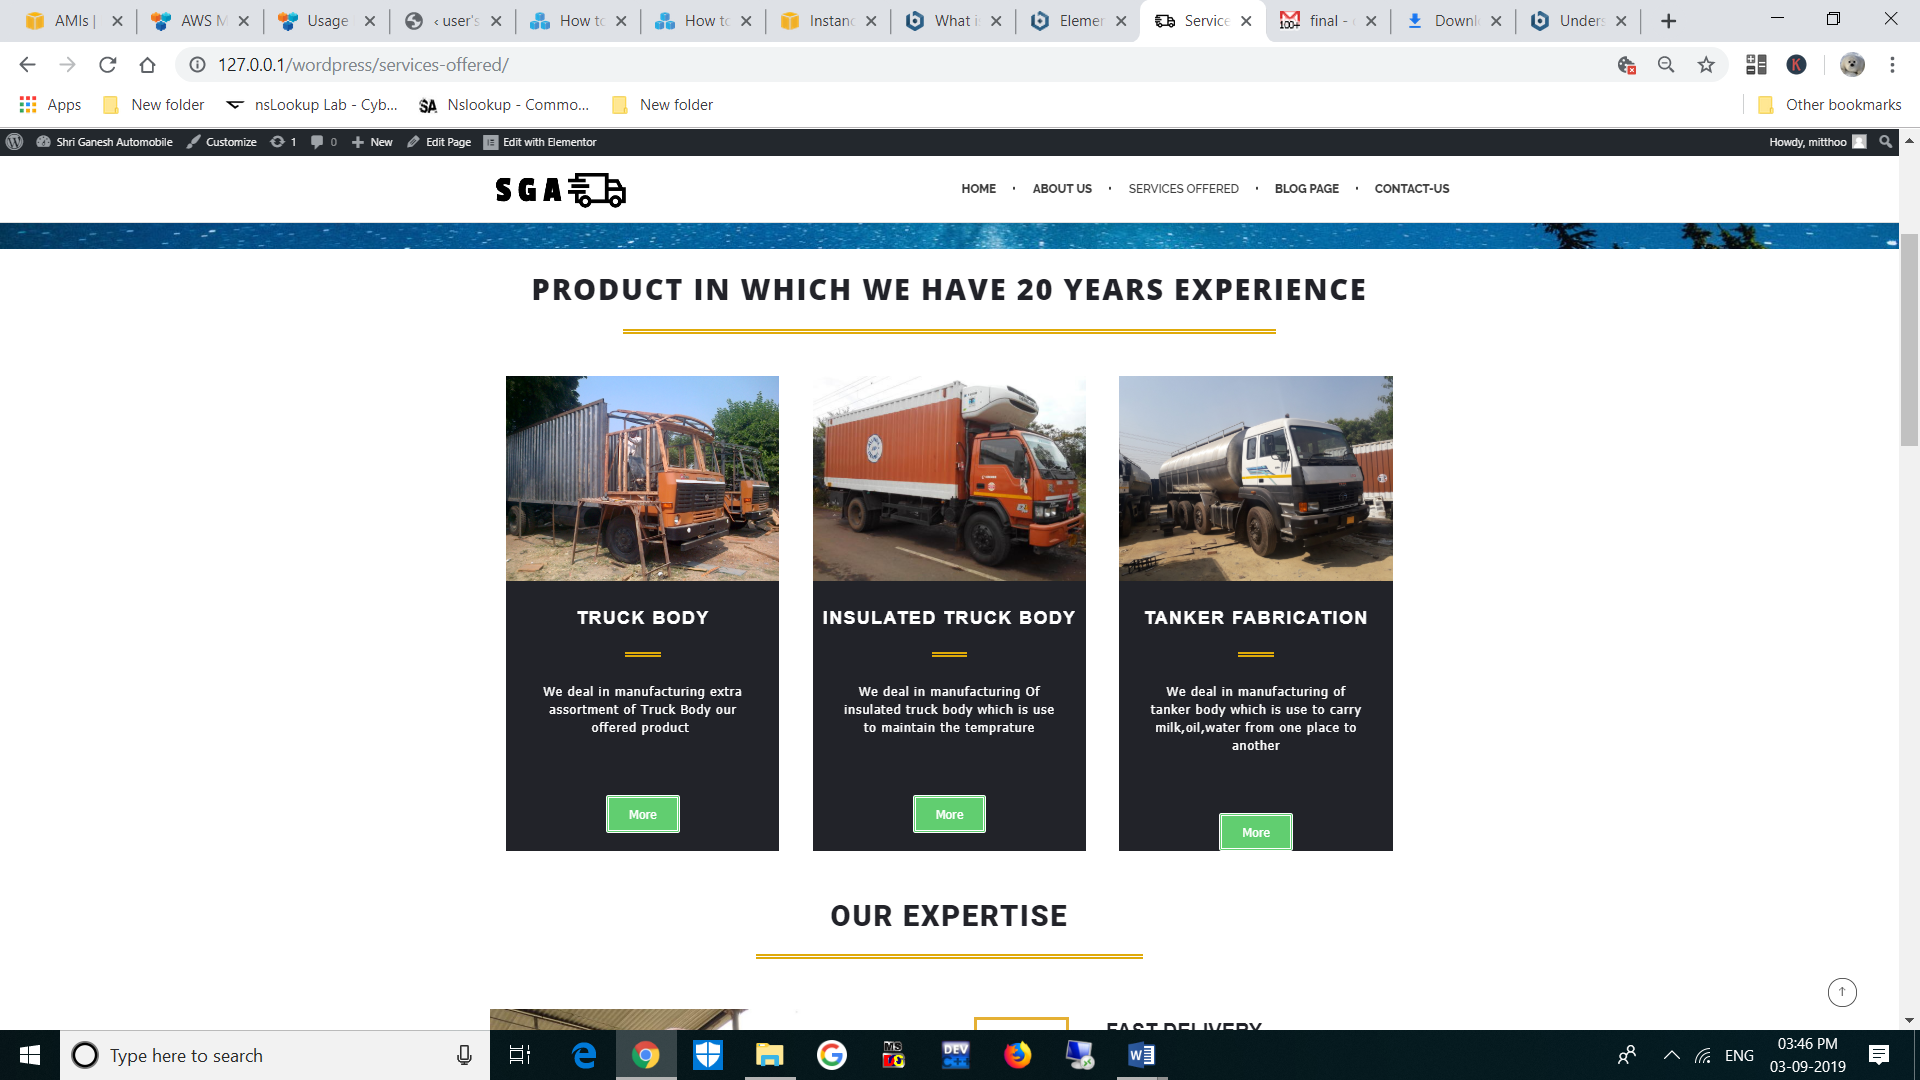 AMIs |
AWS M
Usage
‹ user's
How to
How to
Instanc
What i
Elemen
Service
final -
Downl
Unders
127.0.0.1/wordpress/services-offered/
Apps
New folder
nsLookup Lab - Cyb...
Nslookup - Commo...
New folder
Other bookmarks
Shri Ganesh Automobile
Customize
1
0
New
Edit Page
Edit with Elementor
Howdy, mitthoo
SGA
HOME
ABOUT US
SERVICES OFFERED
BLOG PAGE
CONTACT-US
PRODUCT IN WHICH WE HAVE 20 YEARS EXPERIENCE
TRUCK BODY
We deal in manufacturing extra
assortment of Truck Body our
offered product
More
INSULATED TRUCK BODY
We deal in manufacturing Of
insulated truck body which is use
to maintain the temprature
More
TANKER FABRICATION
We deal in manufacturing of
tanker body which is use to carry
milk,oil,water from one place to
another
More
OUR EXPERTISE
FAST DELIVERY
Type here to search
ENG
03:46 PM
03-09-2019